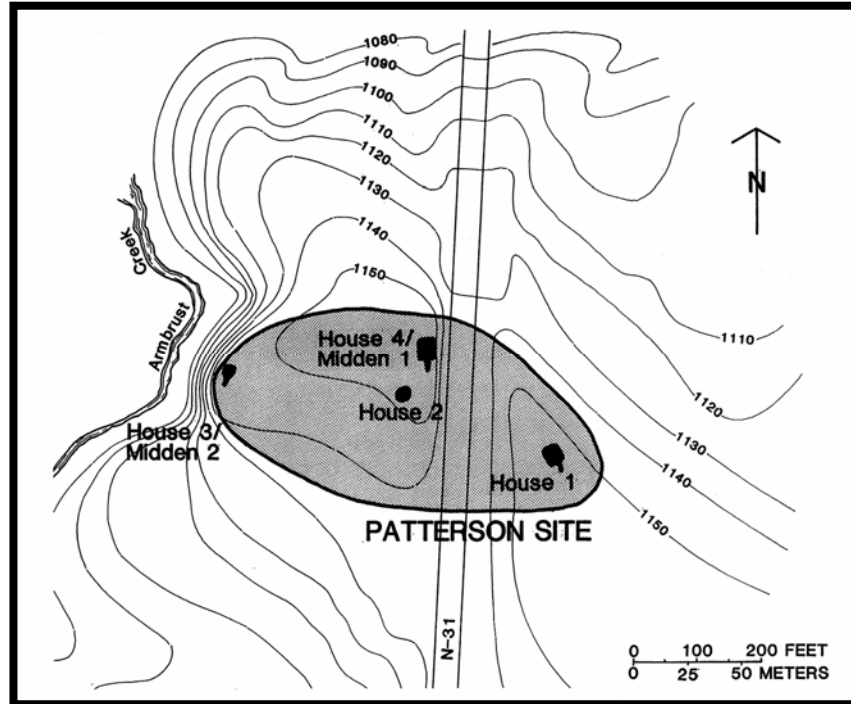 1080
1090
1100
1110
1120
1130
1140
1150
N
Creek
Armbrust
House 4/
Midden 1
House 2
House 3/
Midden 2
House 1
PATTERSON SITE
1110
1120
1130
1140
1150
N-31
0 100 200 FEET
0 25 50 METERS